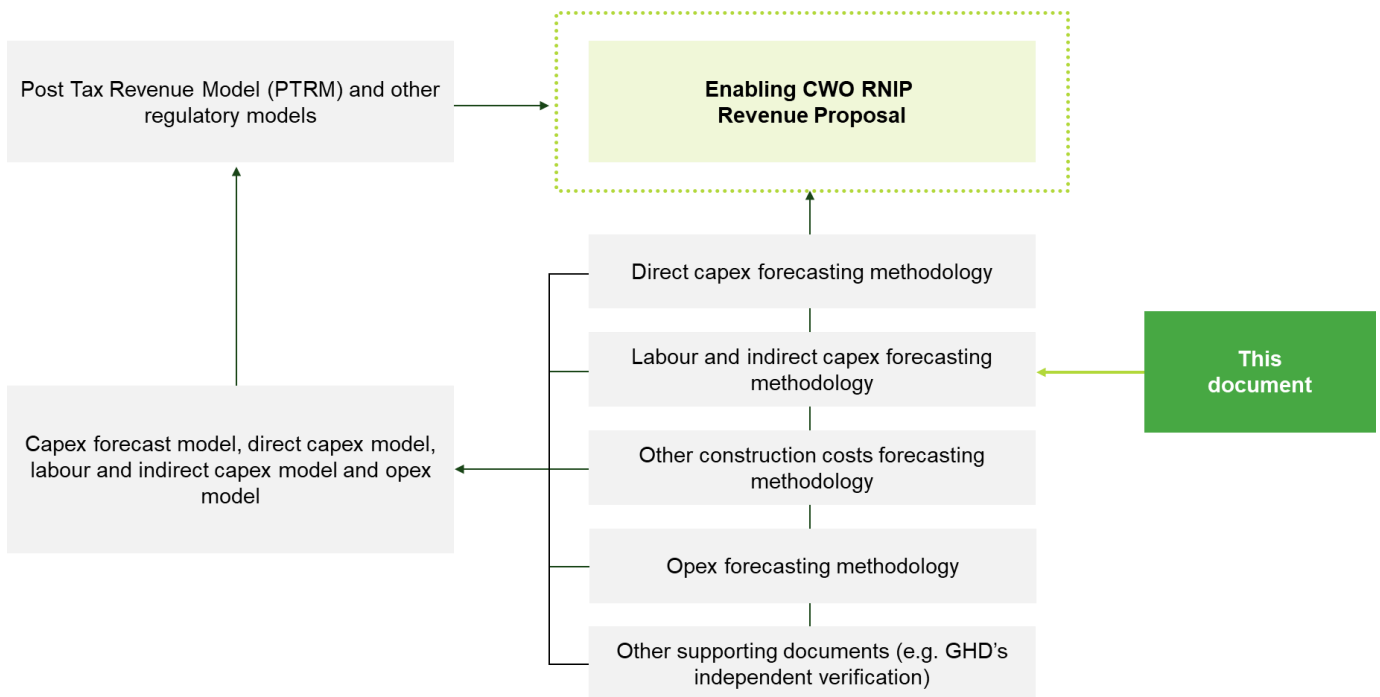 Post Tax Revenue Model (PTRM) and other
regulatory models
Enabling CWO RNIP
Revenue Proposal
Direct capex forecasting methodology
Labour and indirect capex forecasting
methodology
This
document
Capex forecast model, direct capex model,
labour and indirect capex model and opex
model
Other construction costs forecasting
methodology
Opex forecasting methodology
Other supporting documents (e.g. GHD’s
independent verification)